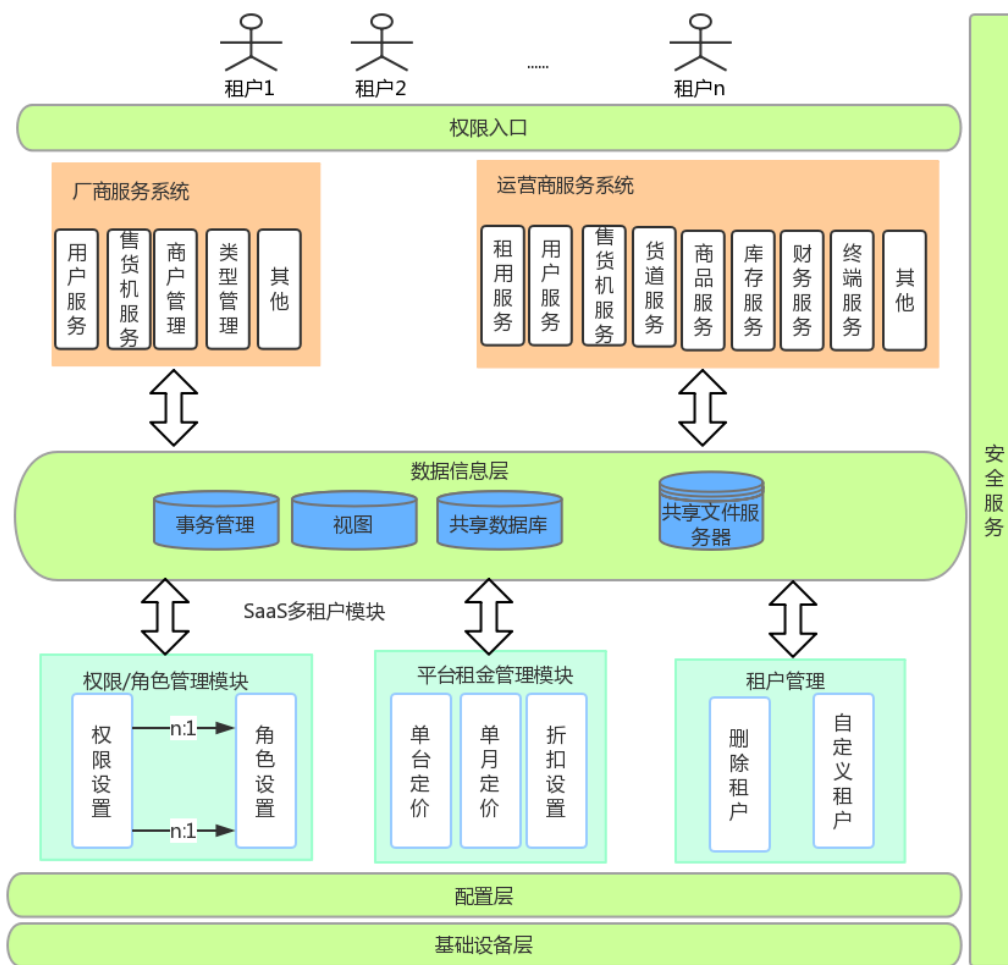 租户1
租户2
......
租户n
权限入口
厂商服务系统
用户服务
售货机服务
商户管理
类型管理
其他
运营商服务系统
租用服务
用户服务
售货机服务
货道服务
商品服务
库存服务
财务服务
终端服务
其他
数据信息层
事务管理
视图
共享数据库
共享文件服
务器
SaaS多租户模块
权限/角色管理模块
权限设置
n:1
n:1
角色设置
平台租金管理模块
单台定价
单月定价
折扣设置
租户管理
删除租户
自定义租户
配置层
基础设备层
安全服务